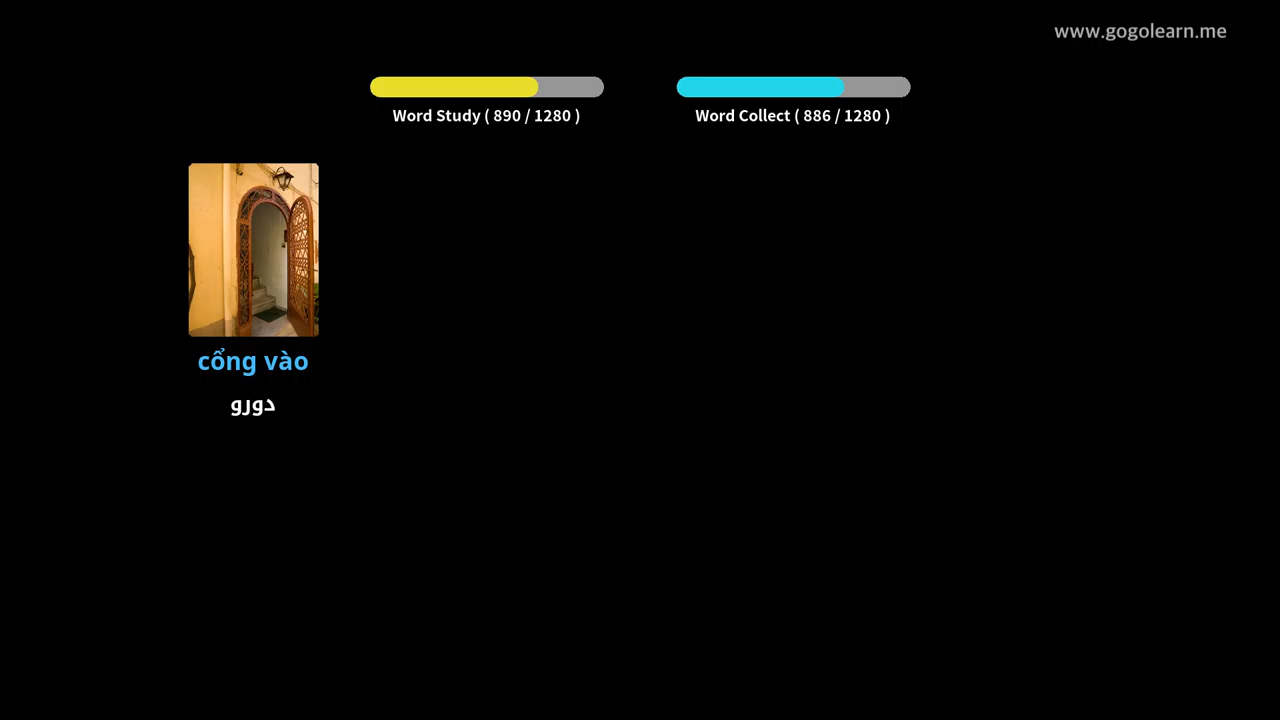 www.gogolearn.me
Word Study ( 890 / 1280 )
Word Collect ( 886 / 1280 )
cổng vào
دورو